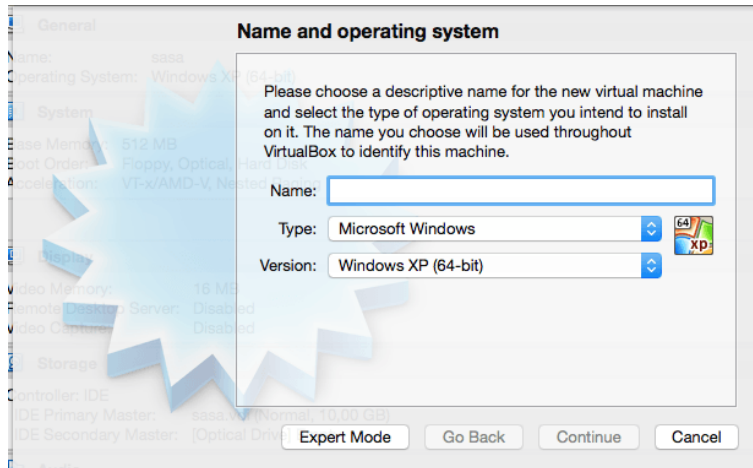 General
Name: sasa
Operating System: Windows XP (64-bit)
System
Base Memory: 512 MB
Boot Order: Floppy, Optical, Hard Disk
Acceleration: VT-x/AMD-V, Nested Paging
Display
Video Memory: 16 MB
Remote Desktop Server: Disabled
Video Capture: Disabled
Storage
Controller: IDE
IDE Primary Master: sasa.vdi (Normal, 10,00 GB)
IDE Secondary Master: [Optical Drive]
Audio
Name and operating system
Please choose a descriptive name for the new virtual machine
and select the type of operating system you intend to install
on it. The name you choose will be used throughout
VirtualBox to identify this machine.
Name:
Type: Microsoft Windows
64
xp
Version: Windows XP (64-bit)
Expert Mode Go Back Continue Cancel